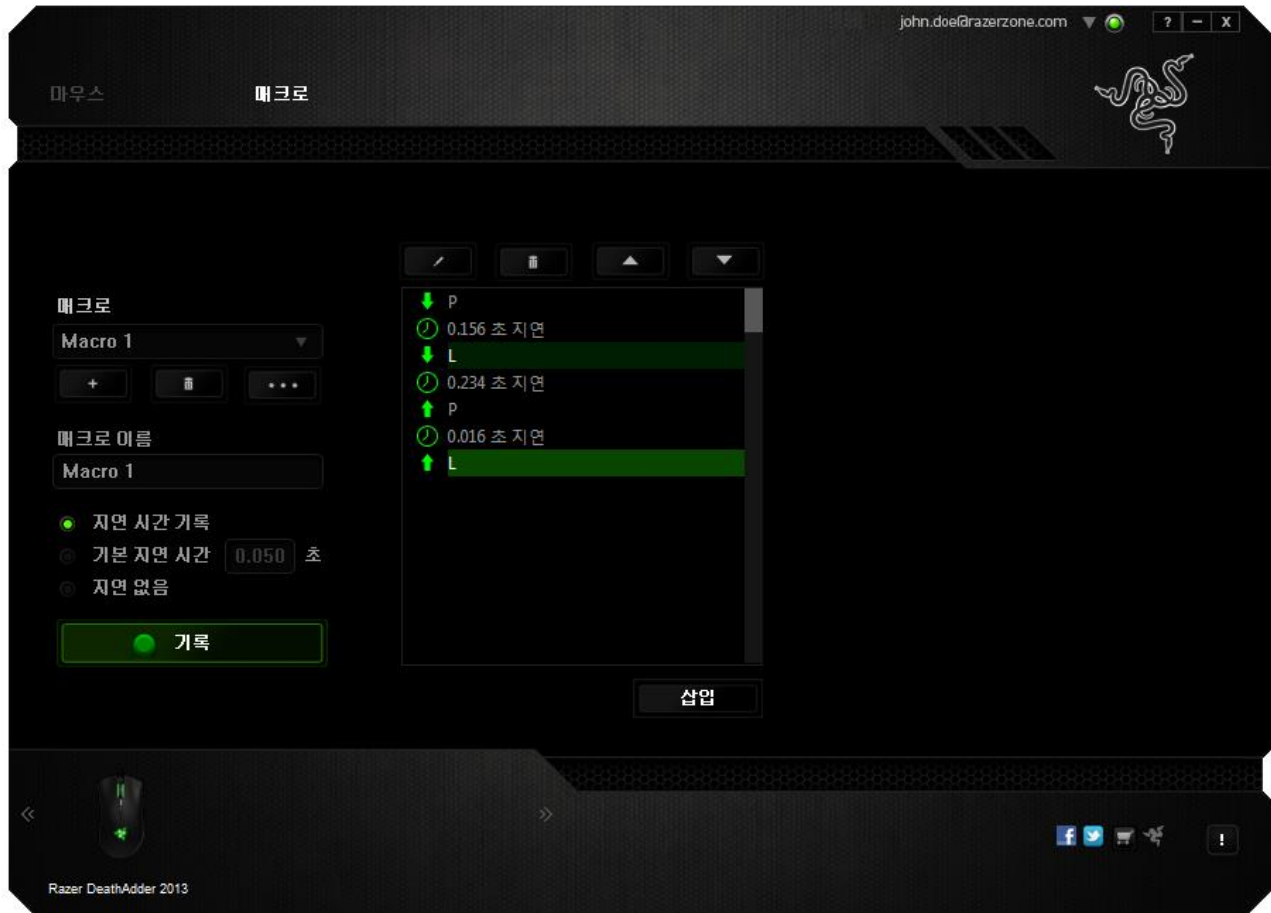 john.doe@razerzone.com
? − X
마우스
매크로
매크로
Macro 1
+
매크로 이름
Macro 1
지연 시간 기록
기본 지연 시간 0.050 초
지연 없음
기록
P
0.156 초 지연
L
0.234 초 지연
P
0.016 초 지연
L
삽입
Razer DeathAdder 2013
f
!